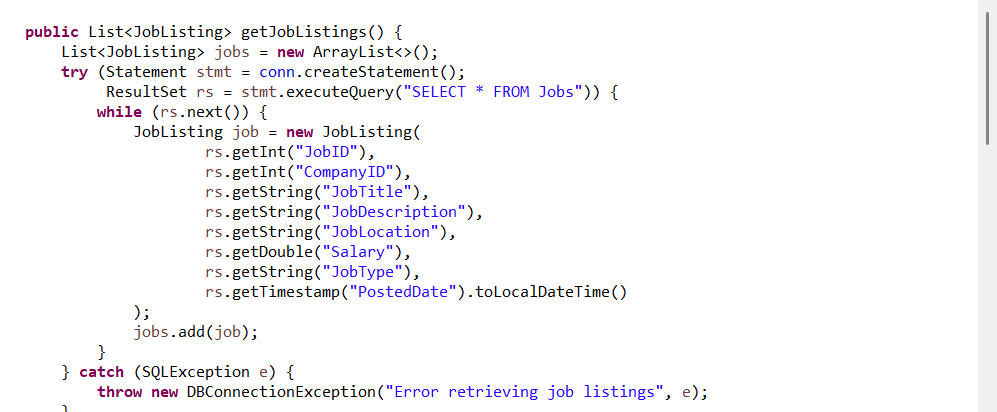 public List<JobListing> getJobListings() {
    List<JobListing> jobs = new ArrayList<>();
    try (Statement stmt = conn.createStatement();
         ResultSet rs = stmt.executeQuery("SELECT * FROM Jobs")) {
        while (rs.next()) {
            JobListing job = new JobListing(
                    rs.getInt("JobID"),
                    rs.getInt("CompanyID"),
                    rs.getString("JobTitle"),
                    rs.getString("JobDescription"),
                    rs.getString("JobLocation"),
                    rs.getDouble("Salary"),
                    rs.getString("JobType"),
                    rs.getTimestamp("PostedDate").toLocalDateTime()
            );
            jobs.add(job);
        }
    } catch (SQLException e) {
        throw new DBConnectionException("Error retrieving job listings", e);
    }